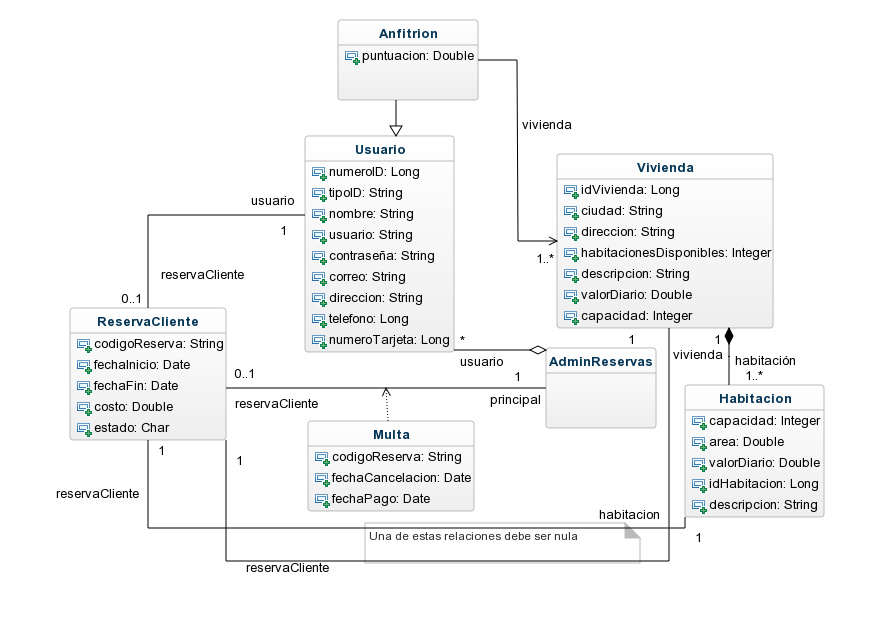 Anfitrion
puntuacion: Double
vivienda
1..*
Usuario
numeroID: Long
tipoID: String
nombre: String
usuario: String
contraseña: String
correo: String
direccion: String
telefono: Long
numeroTarjeta: Long
Vivienda
idVivienda: Long
ciudad: String
direccion: String
habitacionesDisponibles: Integer
descripcion: String
valorDiario: Double
capacidad: Integer
usuario
1
reservaCliente
0..1
ReservaCliente
codigoReserva: String
fechaInicio: Date
fechaFin: Date
costo: Double
estado: Char
*
usuario
AdminReservas
1
principal
0..1
reservaCliente
1
vivienda
1
habitación
1..*
Habitacion
capacidad: Integer
area: Double
valorDiario: Double
idHabitacion: Long
descripcion: String
Multa
codigoReserva: String
fechaCancelacion: Date
fechaPago: Date
1
reservaCliente
1
habitacion
1
Una de estas relaciones debe ser nula
reservaCliente